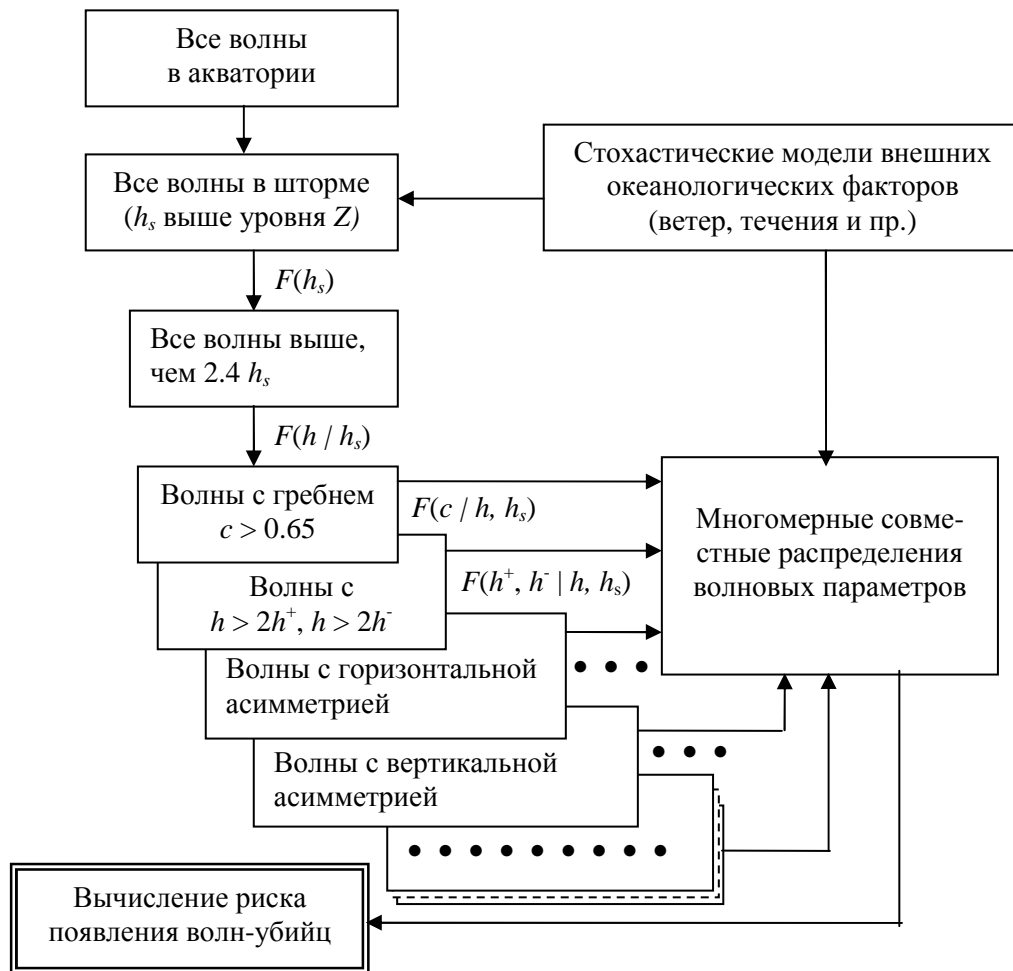 Все волны
в акватории
Стохастические модели внешних
океанологических факторов
(ветер, течения и пр.)
Все волны в шторме
(hₛ выше уровня Z)
F(hₛ)
Все волны выше,
чем 2.4 hₛ
F(h / hₛ)
Волны с гребнем
c > 0.65
F(c / h, hₛ)
Многомерные совме-
стные распределения
волновых параметров
Волны с
h > 2h⁺, h > 2h⁻
F(h⁺, h⁻ | h, hₛ)
Волны с горизонтальной
асимметрией
Волны с вертикальной
асимметрией
Вычисление риска
появления волн-убийц